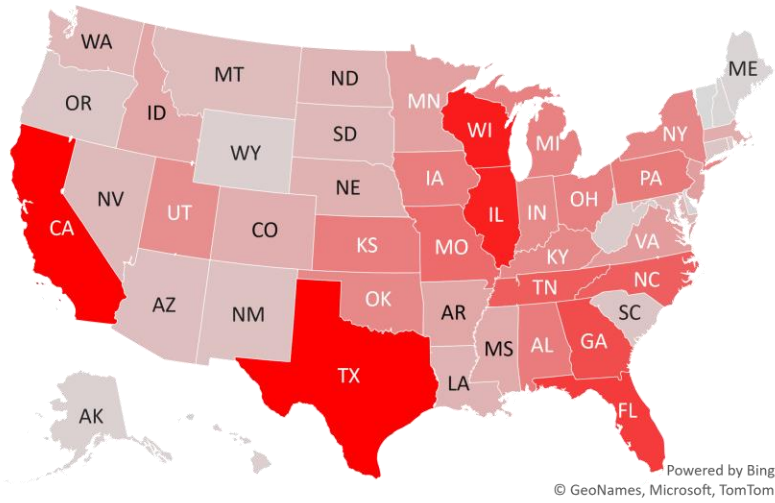 WA
MT
ND
MN
ME
OR
ID
SD
WI
MI
NY
WY
IA
PA
NE
NV
UT
CO
IL
IN
OH
CA
KS
MO
KY
VA
AZ
NM
OK
AR
TN
NC
SC
MS
AL
GA
TX
LA
FL
AK
Powered by Bing
© GeoNames, Microsoft, TomTom